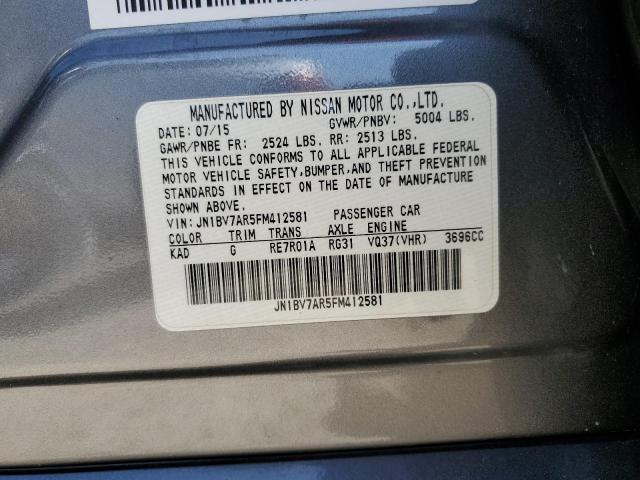 MANUFACTURED BY NISSAN MOTOR CO.,LTD.
DATE: 07/15 GVWR/PNBV: 5004 LBS.
GAWR/PNBE FR: 2524 LBS. RR: 2513 LBS.
THIS VEHICLE CONFORMS TO ALL APPLICABLE FEDERAL
MOTOR VEHICLE SAFETY,BUMPER,AND THEFT PREVENTION
STANDARDS IN EFFECT ON THE DATE OF MANUFACTURE
SHOWN ABOVE.
VIN: JN1BV7AR5FM412581 PASSENGER CAR
COLOR TRIM TRANS AXLE ENGINE
KAD G RE7R01A RG31 VQ37(VHR) 3696CC
JN1BV7AR5FM412581